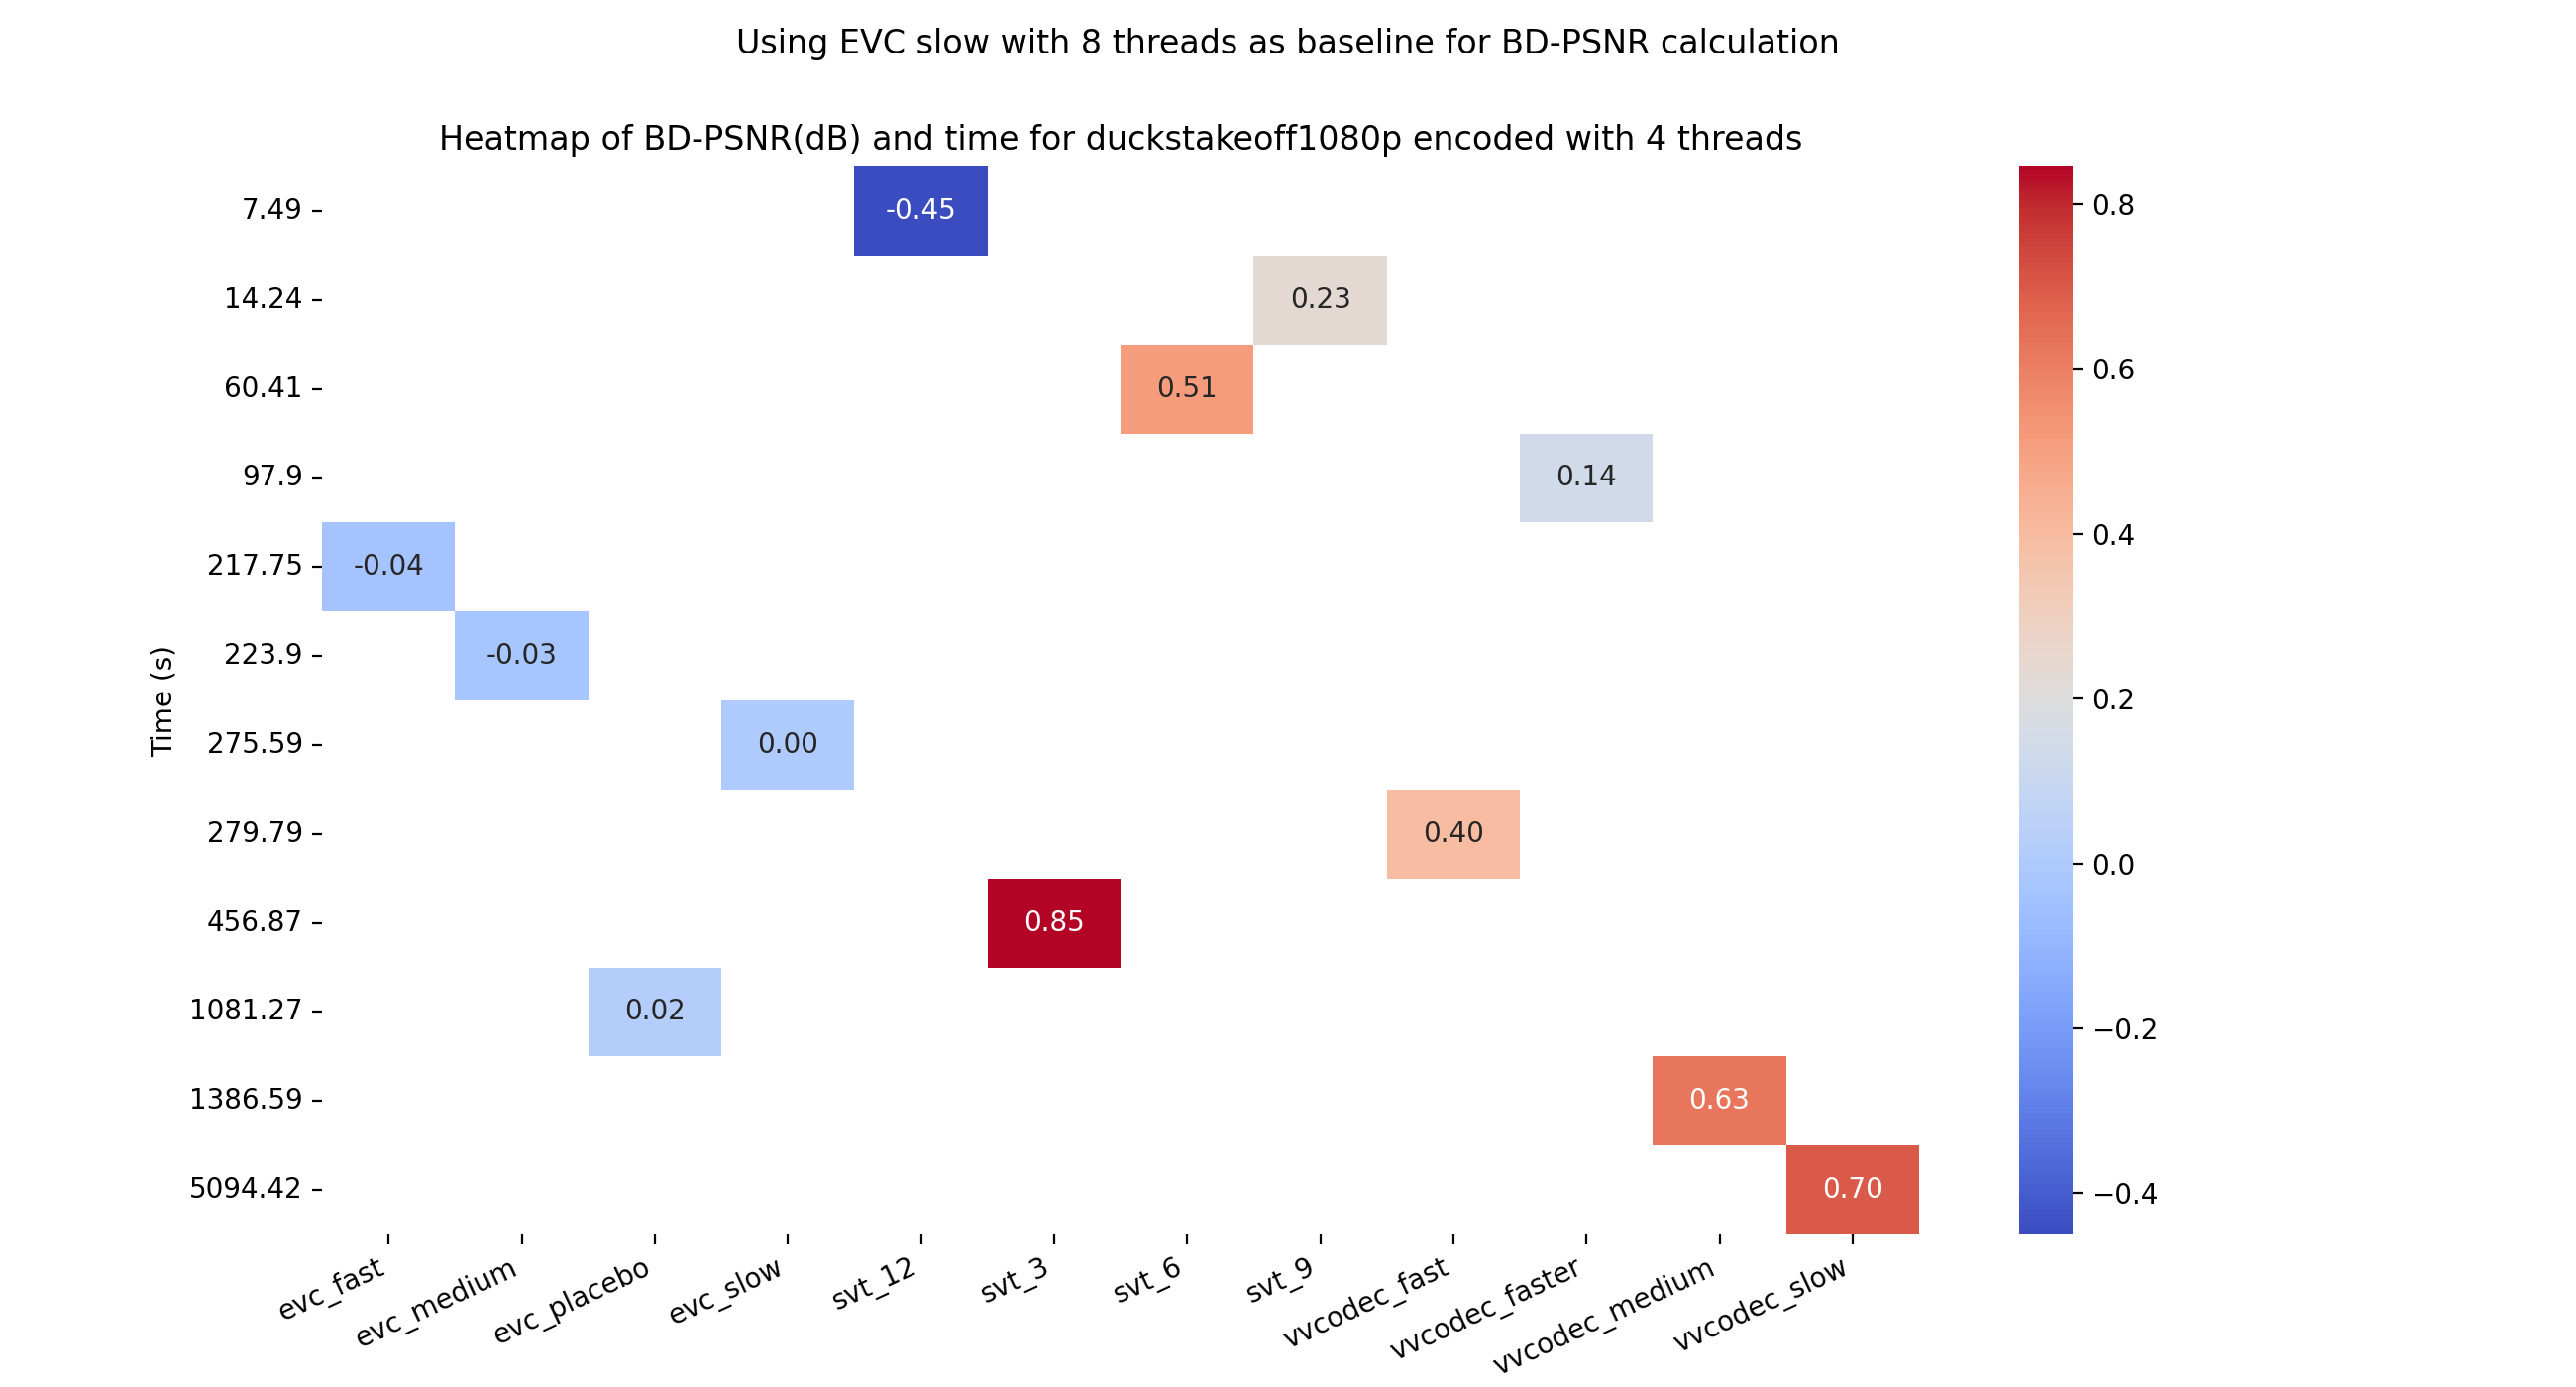 Using EVC slow with 8 threads as baseline for BD-PSNR calculation
Heatmap of BD-PSNR(dB) and time for duckstakeoff1080p encoded with 4 threads
Time (s)
7.49
-0.45
14.24
0.23
60.41
0.51
97.9
0.14
217.75
-0.04
223.9
-0.03
275.59
0.00
279.79
0.40
456.87
0.85
1081.27
0.02
1386.59
0.63
5094.42
0.70
evc_fast
evc_medium
evc_placebo
evc_slow
svt_12
svt_3
svt_6
svt_9
vvcodec_fast
vvcodec_faster
vvcodec_medium
vvcodec_slow
0.8
0.6
0.4
0.2
0.0
−0.2
−0.4